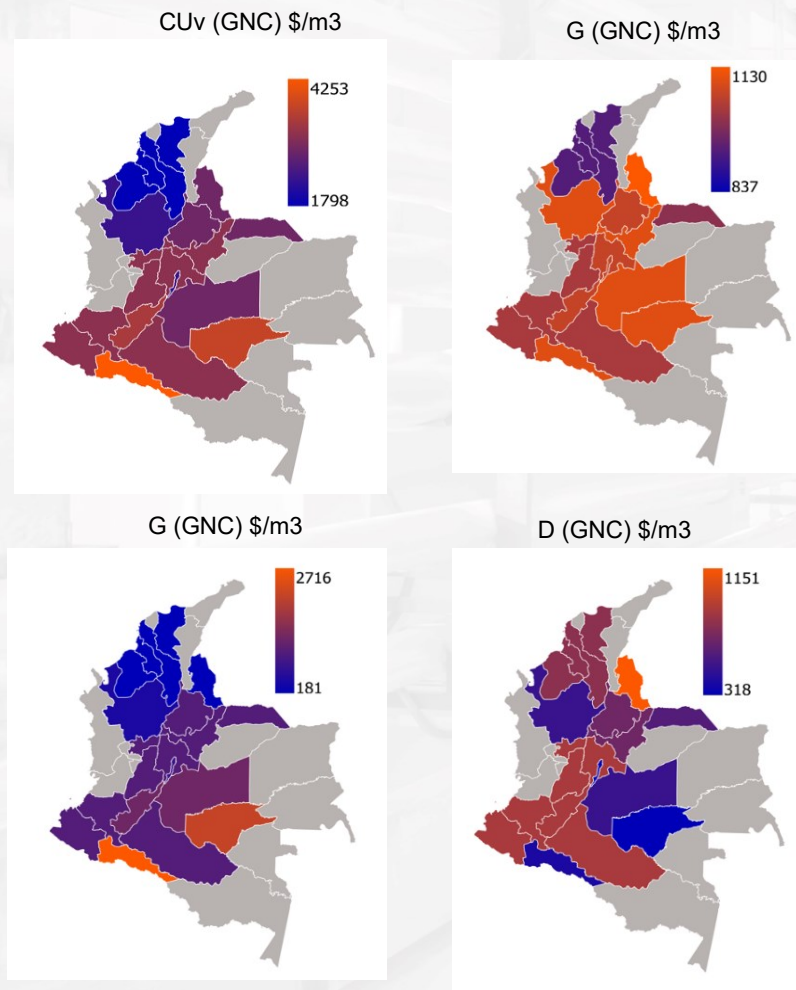 CUv (GNC) $/m3
4253
1798
G (GNC) $/m3
1130
837
G (GNC) $/m3
2716
181
D (GNC) $/m3
1151
318